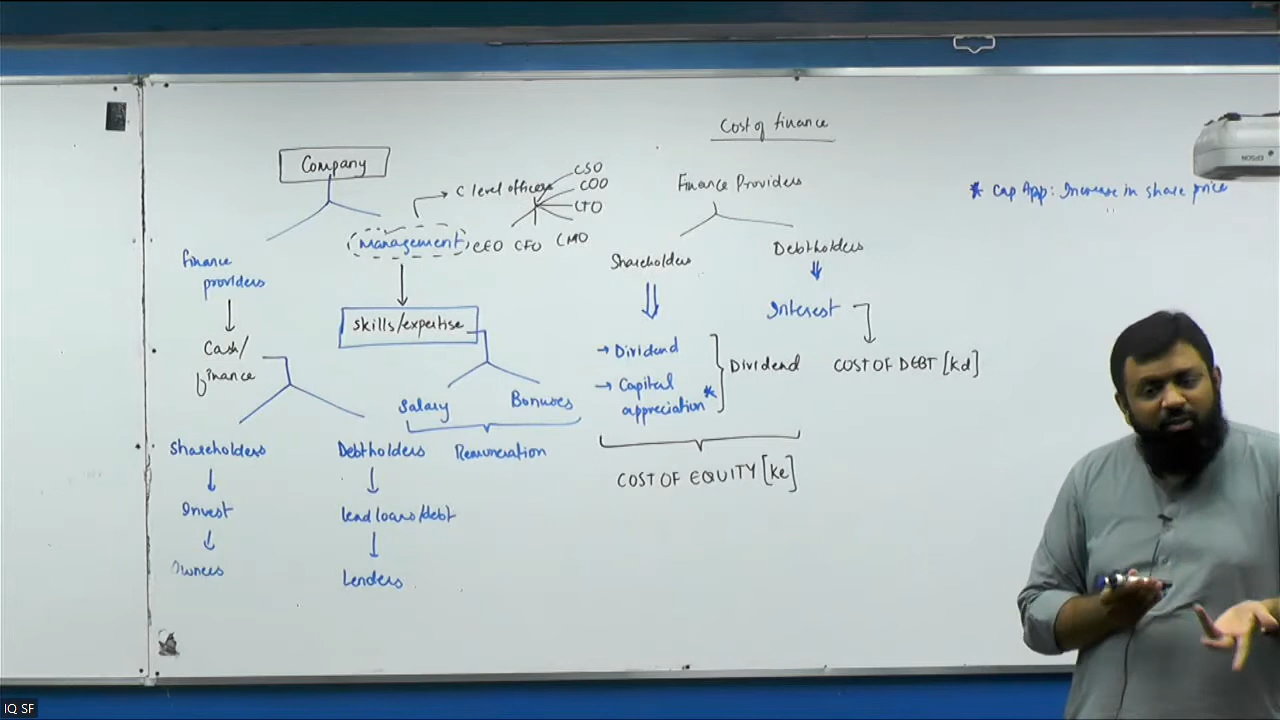 Cost of finance
Company
C level officers
CSO
COO
CTO
CMO
CFO
CEO
Management
Finance
providers
Cash/
finance
skills/expertise
Salary
Bonuses
Remuneration
Shareholders
Invest
Owners
Debtholders
lend loans/debt
Lenders
Finance Providers
Shareholders
→ Dividend
→ Capital
appreciation *
Dividend
COST OF EQUITY [Ke]
Debtholders
Interest
COST OF DEBT [Kd]
* Cap App: Increase in share price
EPSON
IQ SF